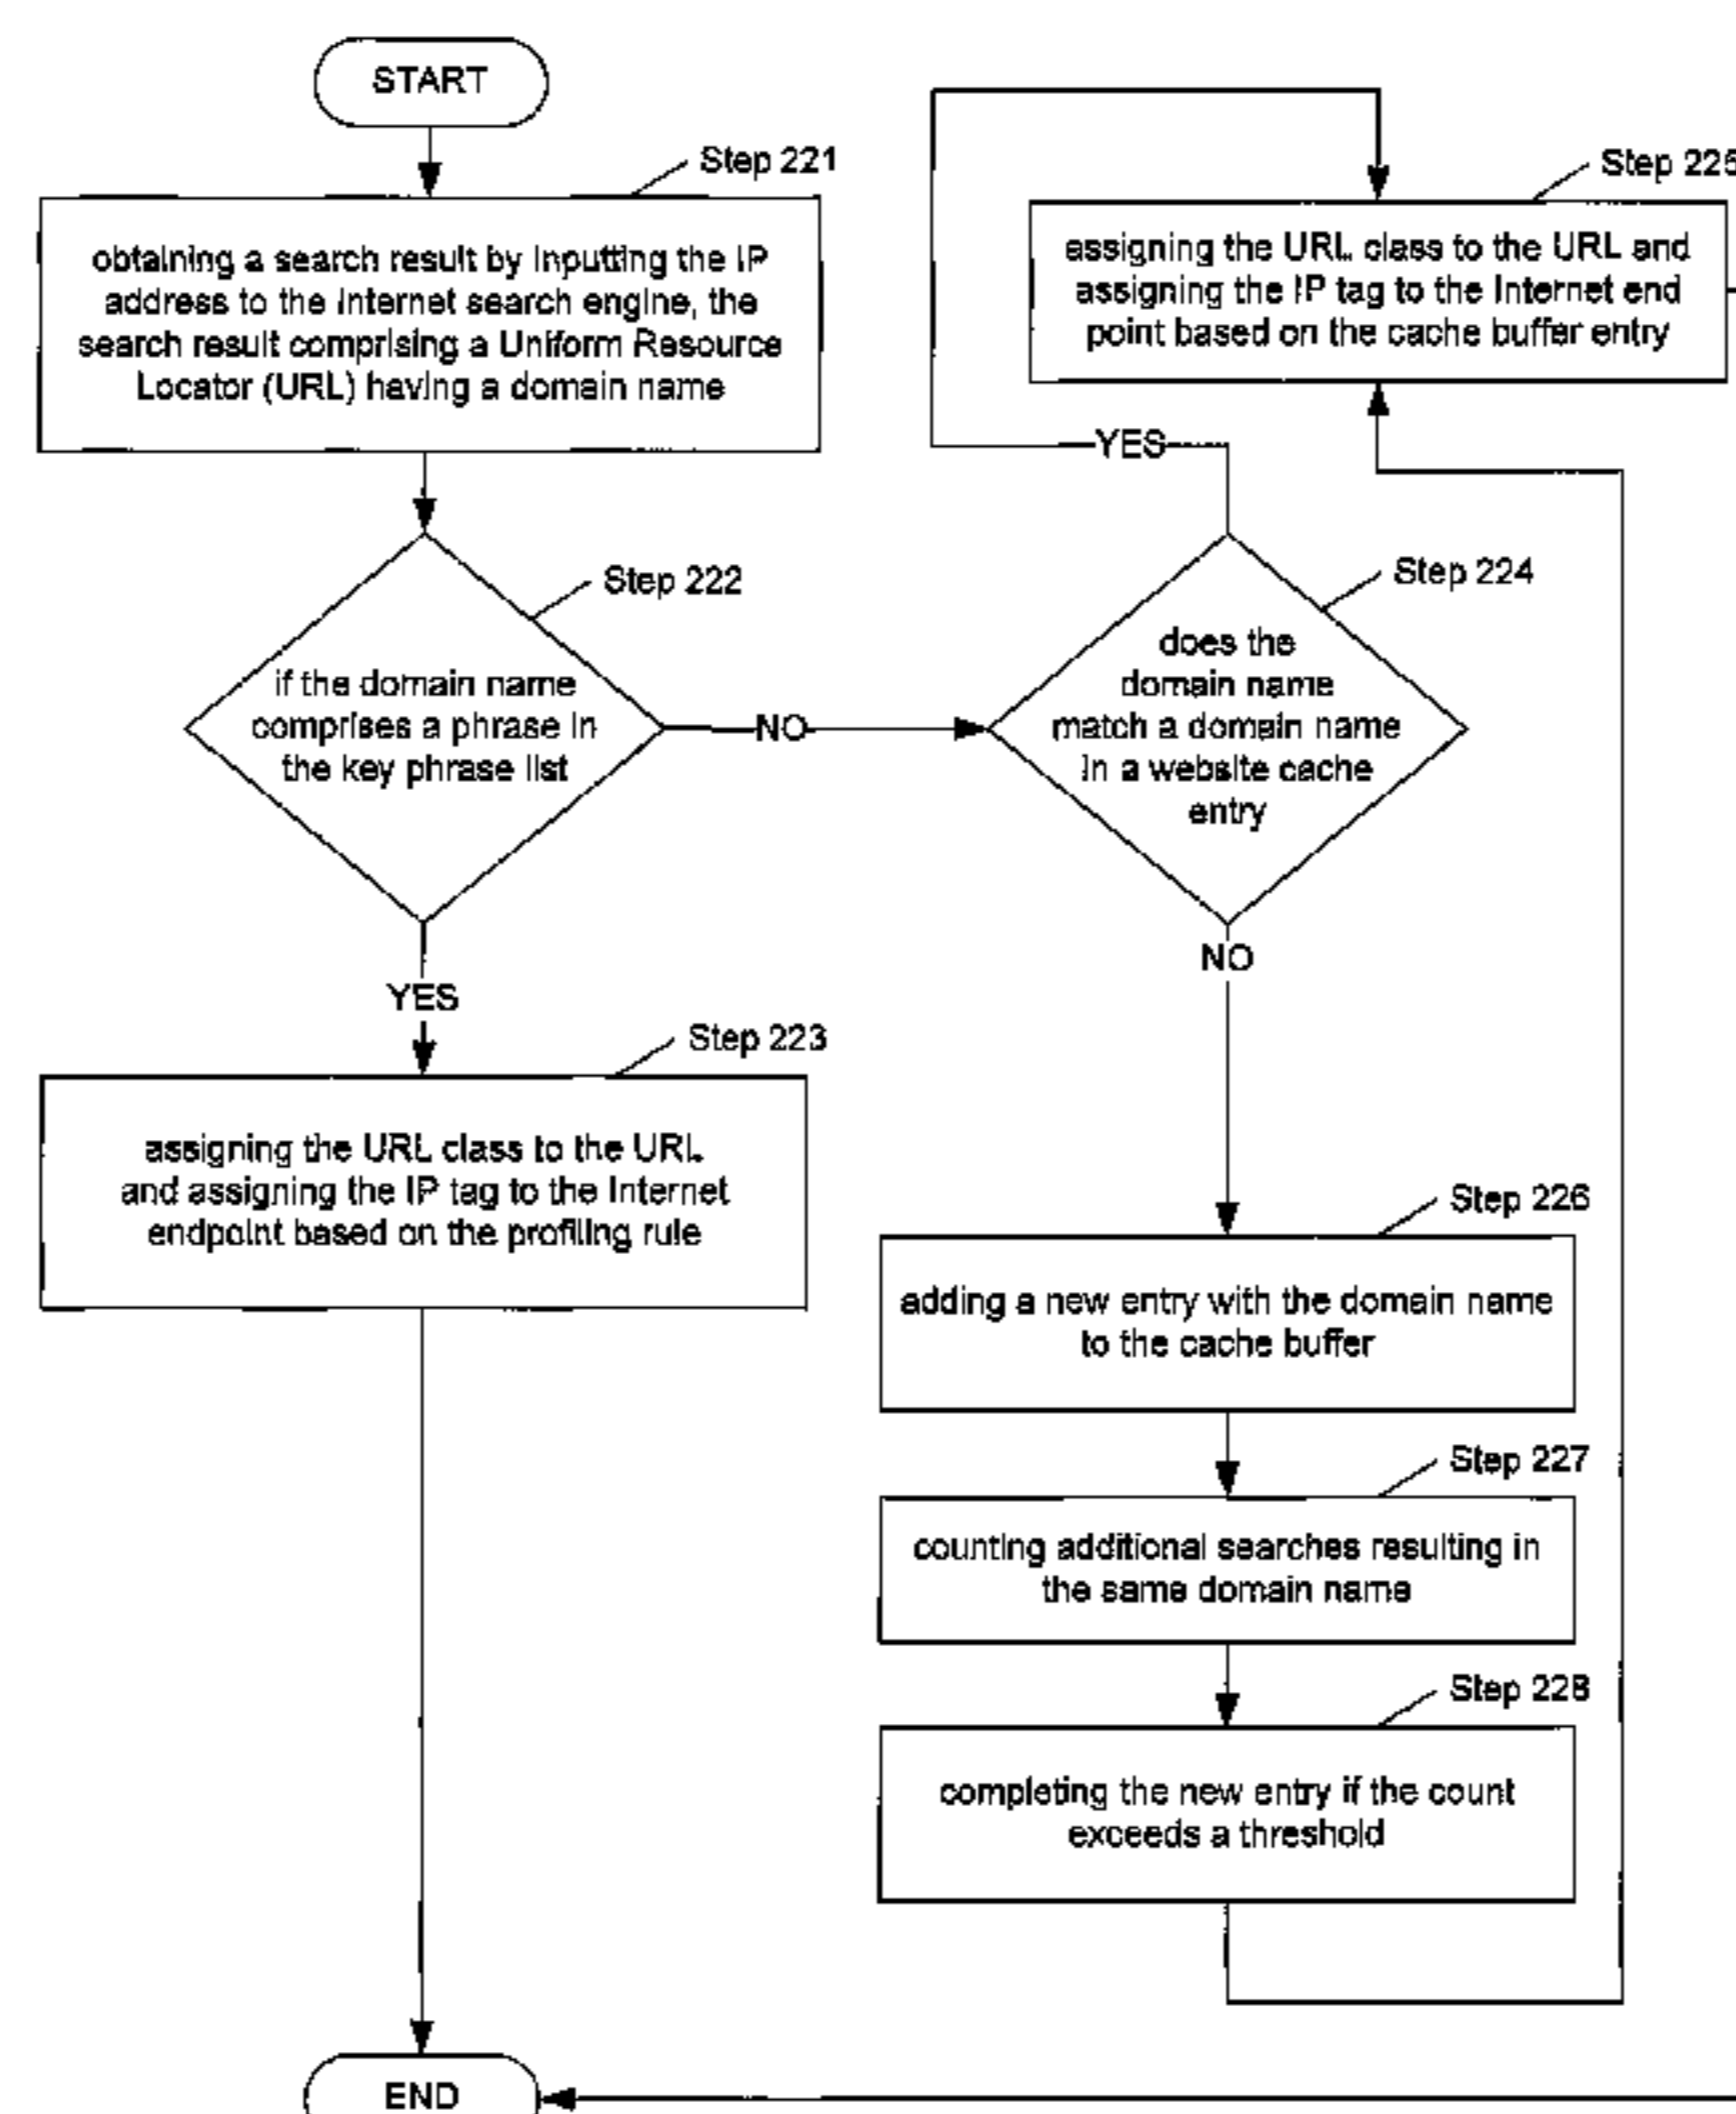 START
Step 221
obtaining a search result by inputting the IP
address to the internet search engine, the
search result comprising a Uniform Resource
Locator (URL) having a domain name
Step 222
if the domain name
comprises a phrase in
the key phrase list
NO
YES
Step 223
assigning the URL class to the URL
and assigning the IP tag to the Internet
endpoint based on the profiling rule
Step 224
does the
domain name
match a domain name
in a website cache
entry
YES
NO
Step 225
assigning the URL class to the URL and
assigning the IP tag to the Internet end
point based on the cache buffer entry
Step 226
adding a new entry with the domain name
to the cache buffer
Step 227
counting additional searches resulting in
the same domain name
Step 228
completing the new entry if the count
exceeds a threshold
END